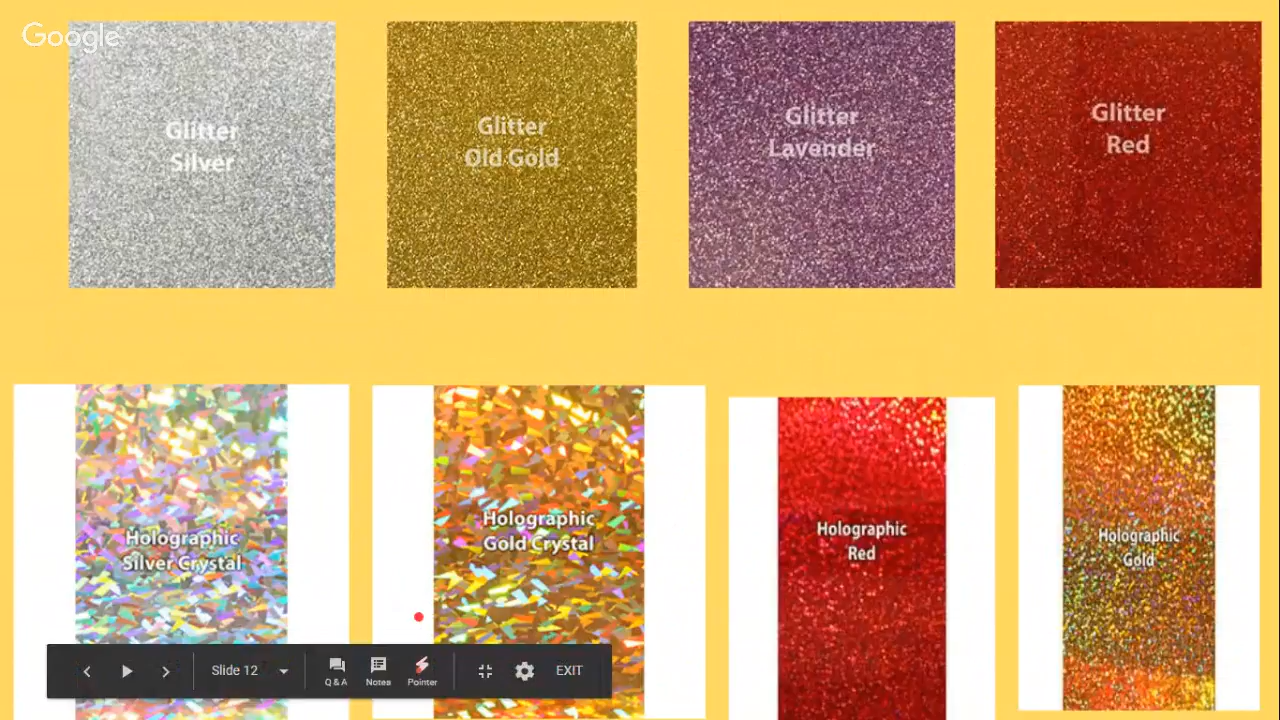 Google
Glitter
Silver
Glitter
Old Gold
Glitter
Lavender
Glitter
Red
Holographic
Silver Crystal
Holographic
Gold Crystal
Holographic
Red
Holographic
Gold
Slide 12
Q & A
Notes
Pointer
EXIT